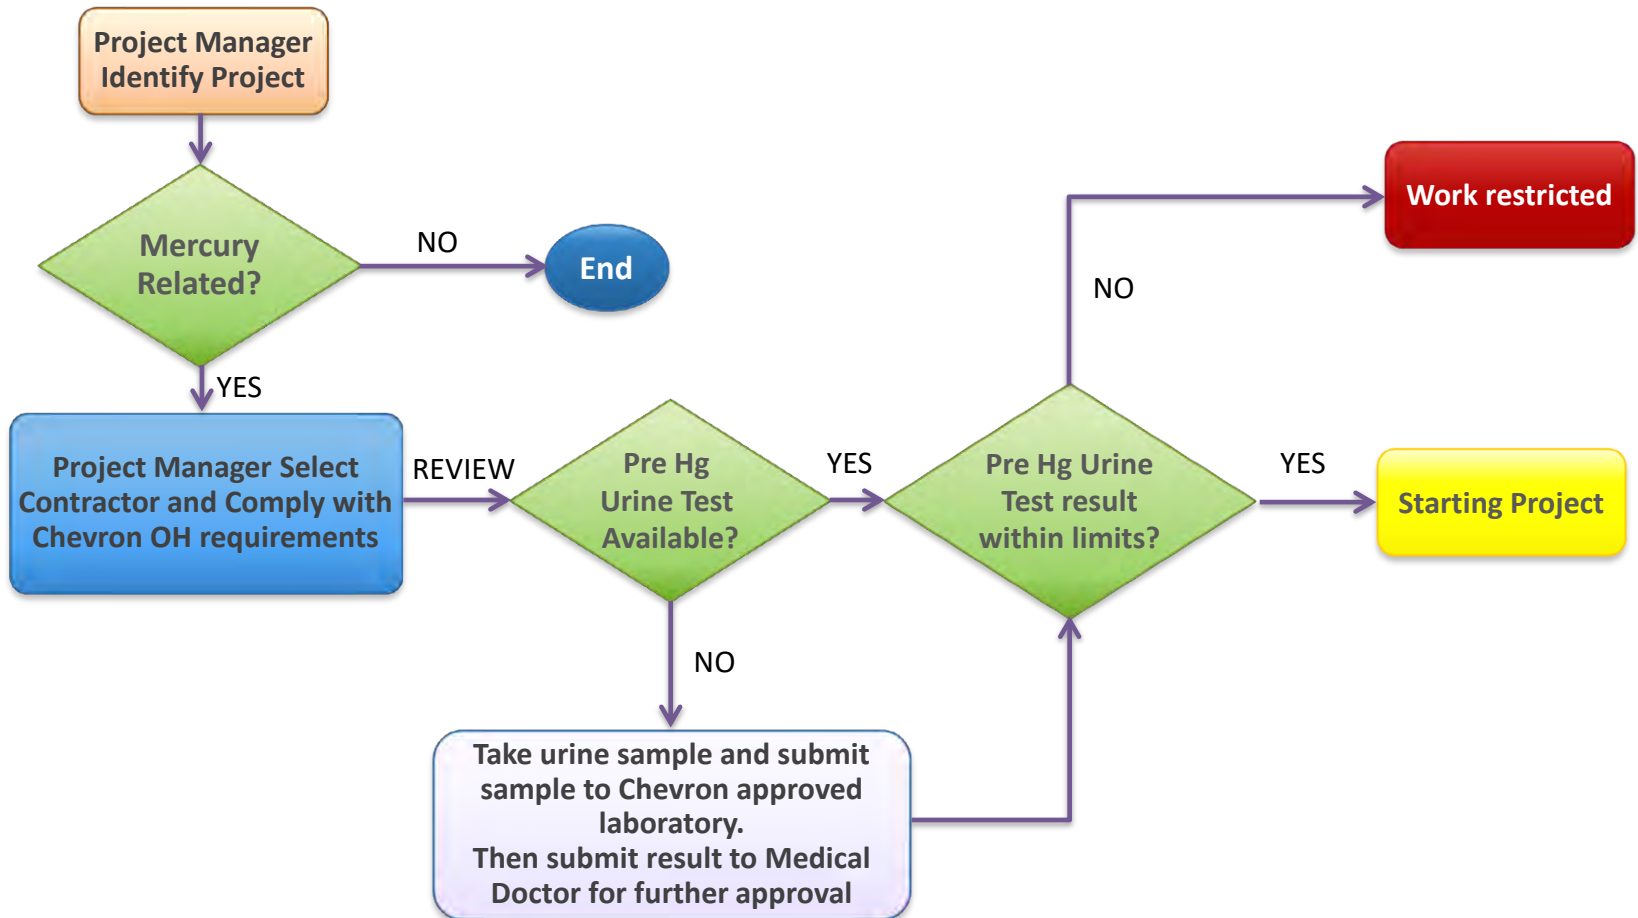 Project Manager
Identify Project
Mercury
Related?
NO
End
YES
Project Manager Select
Contractor and Comply with
Chevron OH requirements
REVIEW
Pre Hg
Urine Test
Available?
YES
NO
Take urine sample and submit
sample to Chevron approved
laboratory.
Then submit result to Medical
Doctor for further approval
Pre Hg Urine
Test result
within limits?
NO
Work restricted
YES
Starting Project